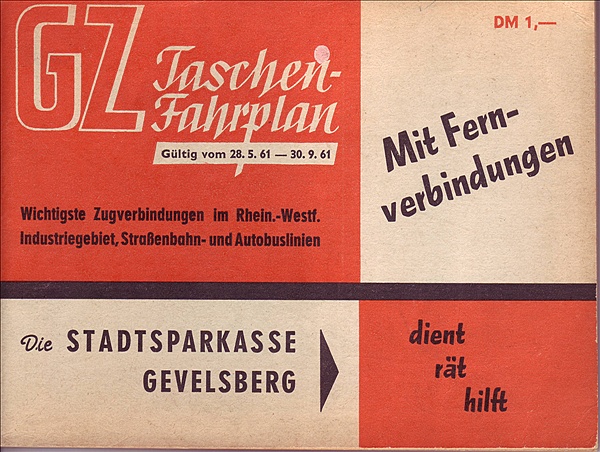 GZ Taschen-
Fahrplan
Gültig vom 28. 5. 61 — 30. 9. 61
DM 1,—
Mit Fern-
verbindungen
Wichtigste Zugverbindungen im Rhein.-Westf.
Industriegebiet, Straßenbahn- und Autobuslinien
Die STADTSPARKASSE
GEVELSBERG
dient
rät
hilft